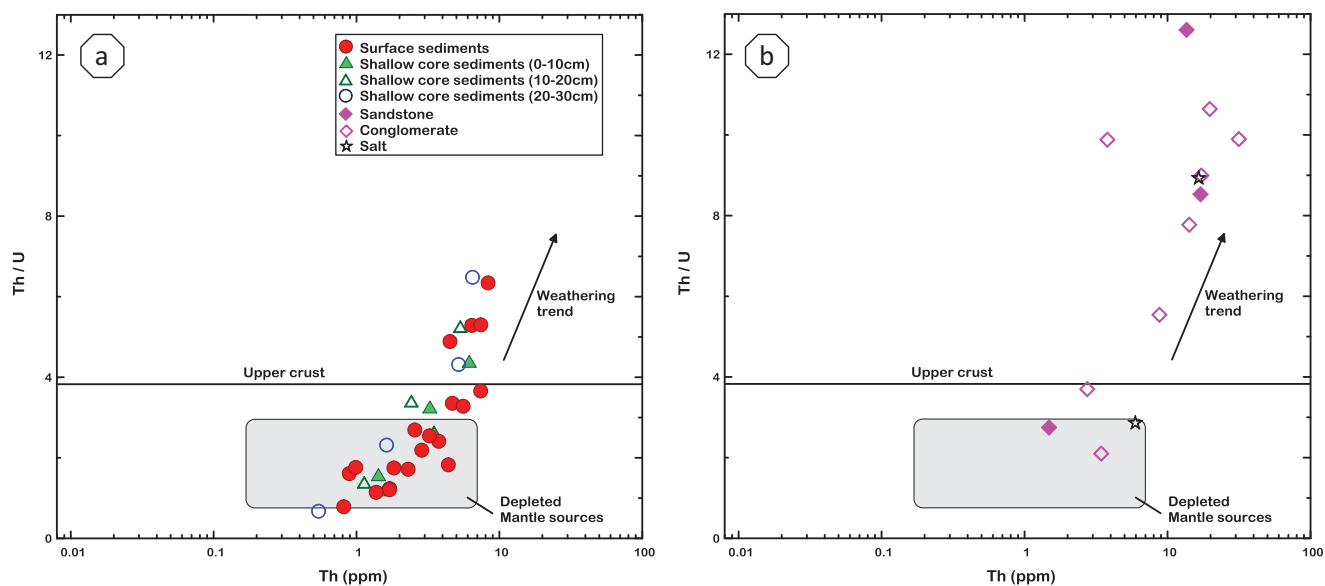 a
Surface sediments
Shallow core sediments (0-10cm)
Shallow core sediments (10-20cm)
Shallow core sediments (20-30cm)
Sandstone
Conglomerate
Salt
12
8
4
0
Th / U
Weathering
trend
Upper crust
Depleted
Mantle sources
0.01
0.1
1
10
100
Th (ppm)
b
12
8
4
0
Th / U
Weathering
trend
Upper crust
Depleted
Mantle sources
0.01
0.1
1
10
100
Th (ppm)